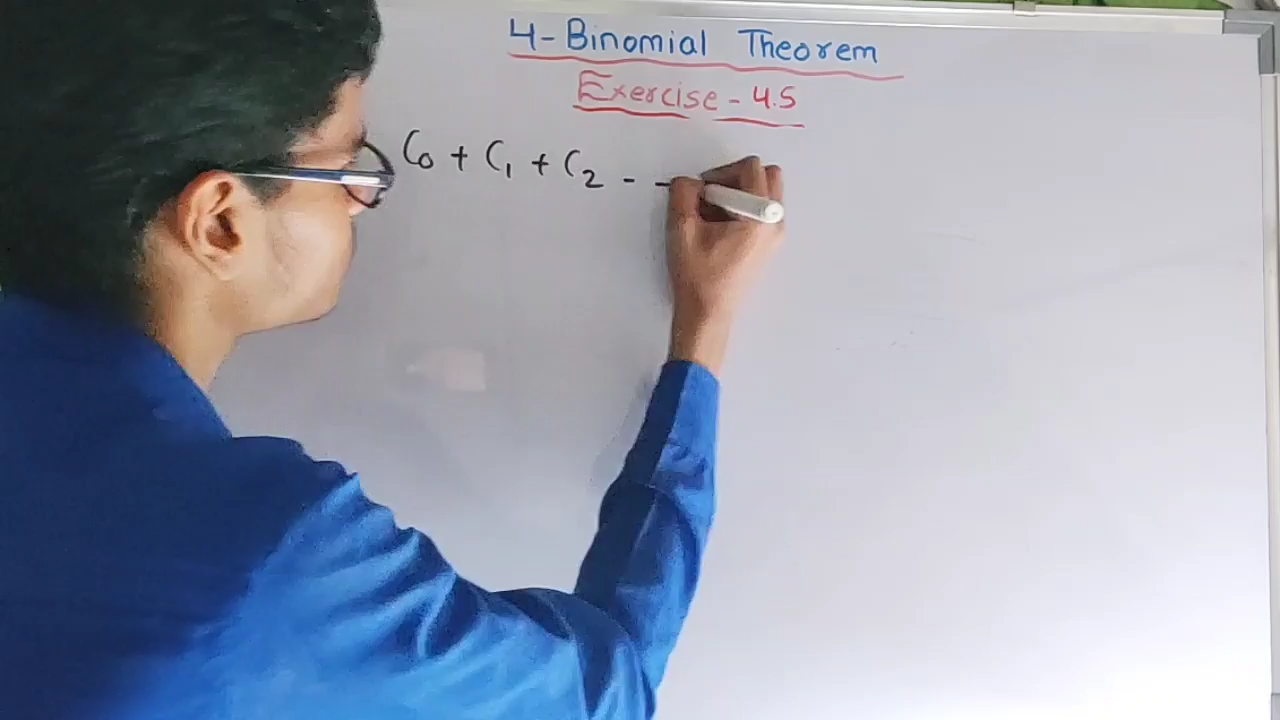 4 - Binomial Theorem
Exercise - 4.5
C₀ + C₁ + C₂ - -